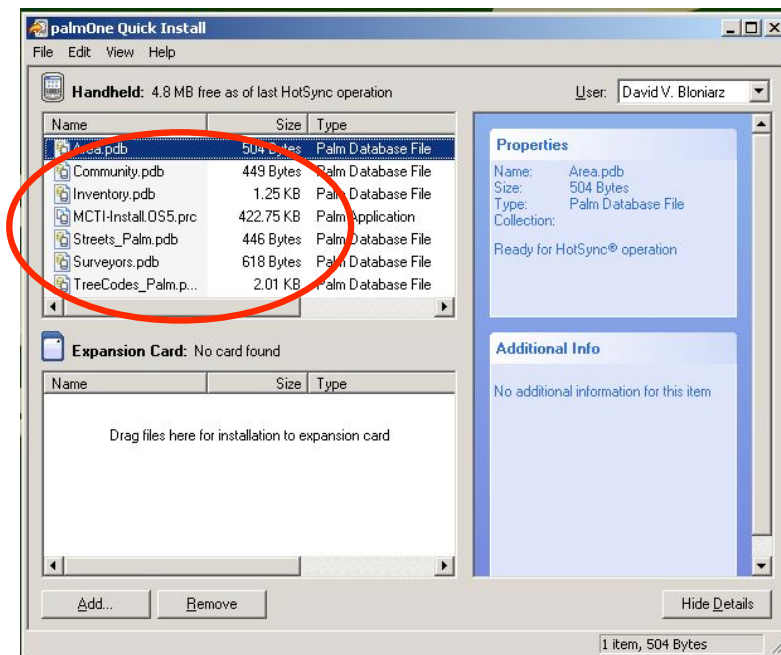 palmOne Quick Install
File Edit View Help
Handheld: 4.8 MB free as of last HotSync operation
User: David V. Bloniarz
Name Size Type
Area.pdb 504 Bytes Palm Database File
Community.pdb 449 Bytes Palm Database File
Inventory.pdb 1.25 KB Palm Database File
MCTI-Install.OS5.prc 422.75 KB Palm Application
Streets_Palm.pdb 446 Bytes Palm Database File
Surveyors.pdb 618 Bytes Palm Database File
TreeCodes_Palm.p... 2.01 KB Palm Database File
Properties
Name: Area.pdb
Size: 504 Bytes
Type: Palm Database File
Collection:
Ready for HotSync® operation
Expansion Card: No card found
Name Size Type
Drag files here for installation to expansion card
Additional Info
No additional information for this item
Add... Remove Hide Details
1 item, 504 Bytes